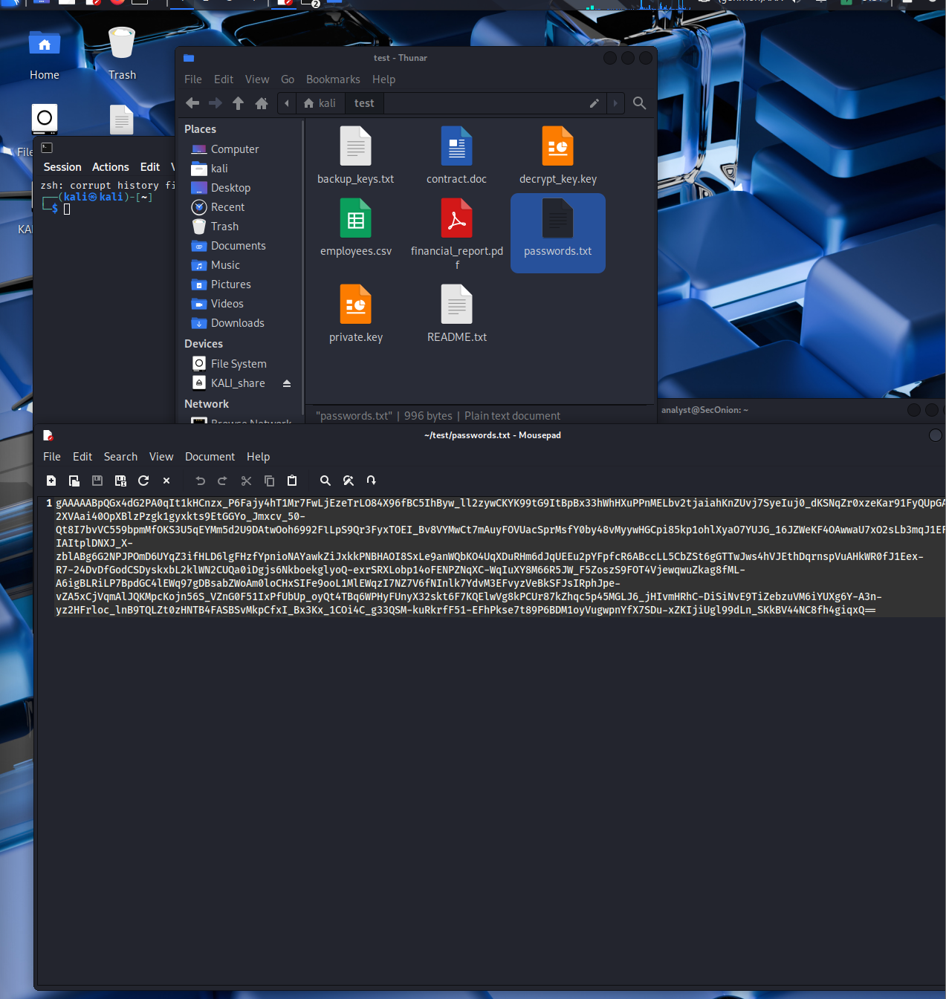 2
Home
Trash
test - Thunar
File Edit View Go Bookmarks Help
kali test
Places
Computer
kali
Desktop
Recent
Trash
Documents
Music
Pictures
Videos
Downloads
Devices
File System
KALI_share
Network
Browse Network
backup_keys.txt contract.doc decrypt_key.key
employees.csv financial_report.pd
f
passwords.txt
private.key README.txt
"passwords.txt" | 996 bytes | Plain text document
File
Session Actions Edit
zsh: corrupt history fi
(kali㉿kali)-[~]
$
KA
analyst@SecOnion: ~
~/test/passwords.txt - Mousepad
File Edit Search View Document Help
1 gAAAAABpQGx4dG2PA0qIt1kHCnzx_P6Fajy4hT1Mr7FwLjEzeTrLO84X96fBC5IhByw_ll2zywCKYK99tG9ItBpBx33hWhHXuPPnMELbv2tjaiahKnZUvj7SyeIuj0_dKSNqZr0xzeKar91FyQUpGA
2XVAai40OpXBlzPzgk1gyxkts9EtGGYo_Jmxcv_50-
Qt8I7bvVC559bpmMfOKS3U5qEYMm5d2U9DAtwOoh6992FlLpS9Qr3FyxTOEI_Bv8VYMwCt7mAuyFOVUacSprMsfY0by48vMyywHGCpi85kp1ohlXyaO7YUJG_16JZWeKF4OAwwaU7xO2sLb3mqJ1EF
IAItplDNXJ_X-
zblABg6G2NPJPOmD6UYqZ3ifHLD6lgFHzfYpnioNAYawkZiJxkkPNBHAOI8SxLe9anWQbKO4UqXDuRHm6dJqUEEu2pYFpfcR6ABccLL5CbZSt6gGTTwJws4hVJEthDqrnspVuAHkWR0fJ1Eex-
R7-24DvDfGodCSDyskxbL2klWN2CUQa0iDgjs6NkboekglyoQ-exrSRXLobp14oFENPZNqXC-WqIuXY8M66R5JW_F5ZoszS9FOT4VjewqwuZkag8fML-
A6igBLRiLP7BpdGC4lEWq97gDBsabZWoAm0loCHxSIFe9ooL1MlEWqzI7NZ7V6fNInlk7YdvM3EFvyzVeBkSFJsIRphJpe-
vZA5xCjVqmAlJQKMpcKojn56S_VZnG0F51IxPfUbUp_oyQt4TBq6WPHyFUnyX32skt6F7KQElwVg8kPCUr87kZhqc5p45MGLJ6_jHIvmHRhC-DiSiNvE9TiZebzuVM6iYUXg6Y-A3n-
yz2HFrloc_lnB9TQLZt0zHNTB4FASBSvMkpCfxI_Bx3Kx_1COi4C_g33QSM-kuRkrfF51-EFhPkse7t89P6BDM1oyVugwpnYfX7SDu-xZKIjiUgl99dLn_SKkBV44NC8fh4giqxQ==